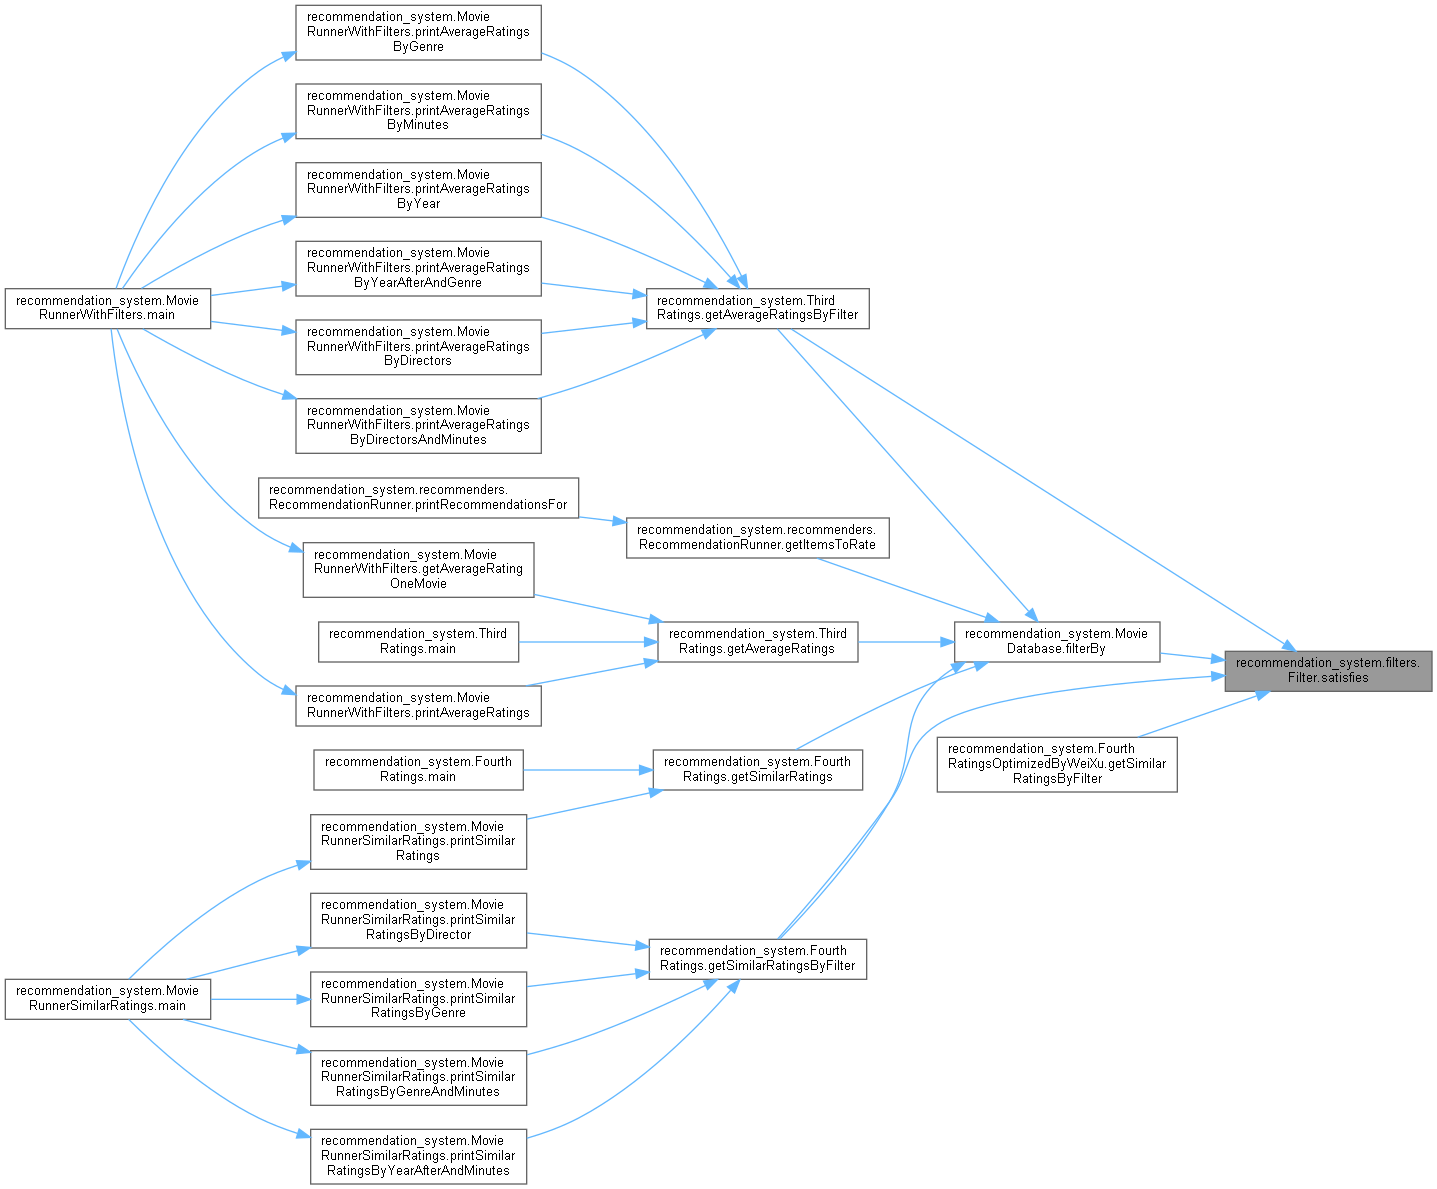 recommendation_system.Movie
RunnerWithFilters.printAverageRatings
ByGenre
recommendation_system.Movie
RunnerWithFilters.printAverageRatings
ByMinutes
recommendation_system.Movie
RunnerWithFilters.printAverageRatings
ByYear
recommendation_system.Movie
RunnerWithFilters.printAverageRatings
ByYearAfterAndGenre
recommendation_system.Movie
RunnerWithFilters.main
recommendation_system.Third
Ratings.getAverageRatingsByFilter
recommendation_system.Movie
RunnerWithFilters.printAverageRatings
ByDirectors
recommendation_system.Movie
RunnerWithFilters.printAverageRatings
ByDirectorsAndMinutes
recommendation_system.recommenders.
RecommendationRunner.printRecommendationsFor
recommendation_system.recommenders.
RecommendationRunner.getItemsToRate
recommendation_system.Movie
RunnerWithFilters.getAverageRating
OneMovie
recommendation_system.Third
Ratings.main
recommendation_system.Third
Ratings.getAverageRatings
recommendation_system.Movie
Database.filterBy
recommendation_system.filters.
Filter.satisfies
recommendation_system.Movie
RunnerWithFilters.printAverageRatings
recommendation_system.Fourth
Ratings.main
recommendation_system.Fourth
Ratings.getSimilarRatings
recommendation_system.Fourth
RatingsOptimizedByWeiXu.getSimilar
RatingsByFilter
recommendation_system.Movie
RunnerSimilarRatings.printSimilar
Ratings
recommendation_system.Movie
RunnerSimilarRatings.printSimilar
RatingsByDirector
recommendation_system.Fourth
Ratings.getSimilarRatingsByFilter
recommendation_system.Movie
RunnerSimilarRatings.main
recommendation_system.Movie
RunnerSimilarRatings.printSimilar
RatingsByGenre
recommendation_system.Movie
RunnerSimilarRatings.printSimilar
RatingsByGenreAndMinutes
recommendation_system.Movie
RunnerSimilarRatings.printSimilar
RatingsByYearAfterAndMinutes